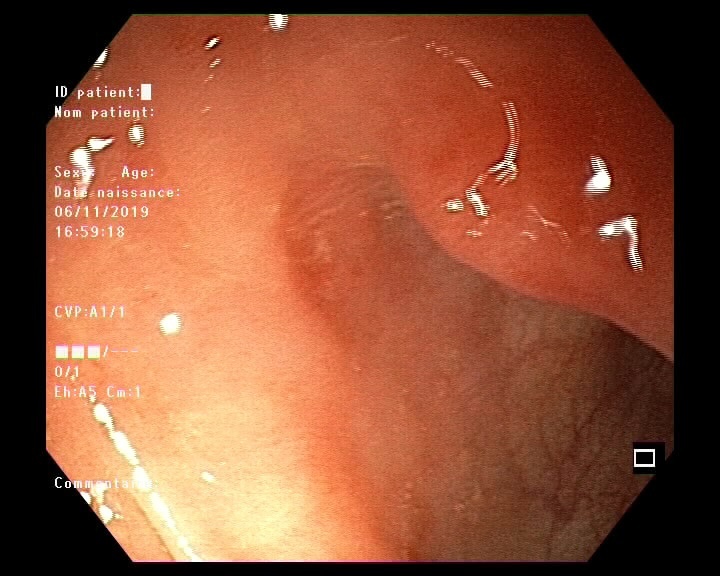 ID patient:
Nom patient:
Sexe: Age:
Date naissance:
06/11/2019
16:59:18
CVP:A1/1
■■■/---
0/1
Eh:A5 Cm:1